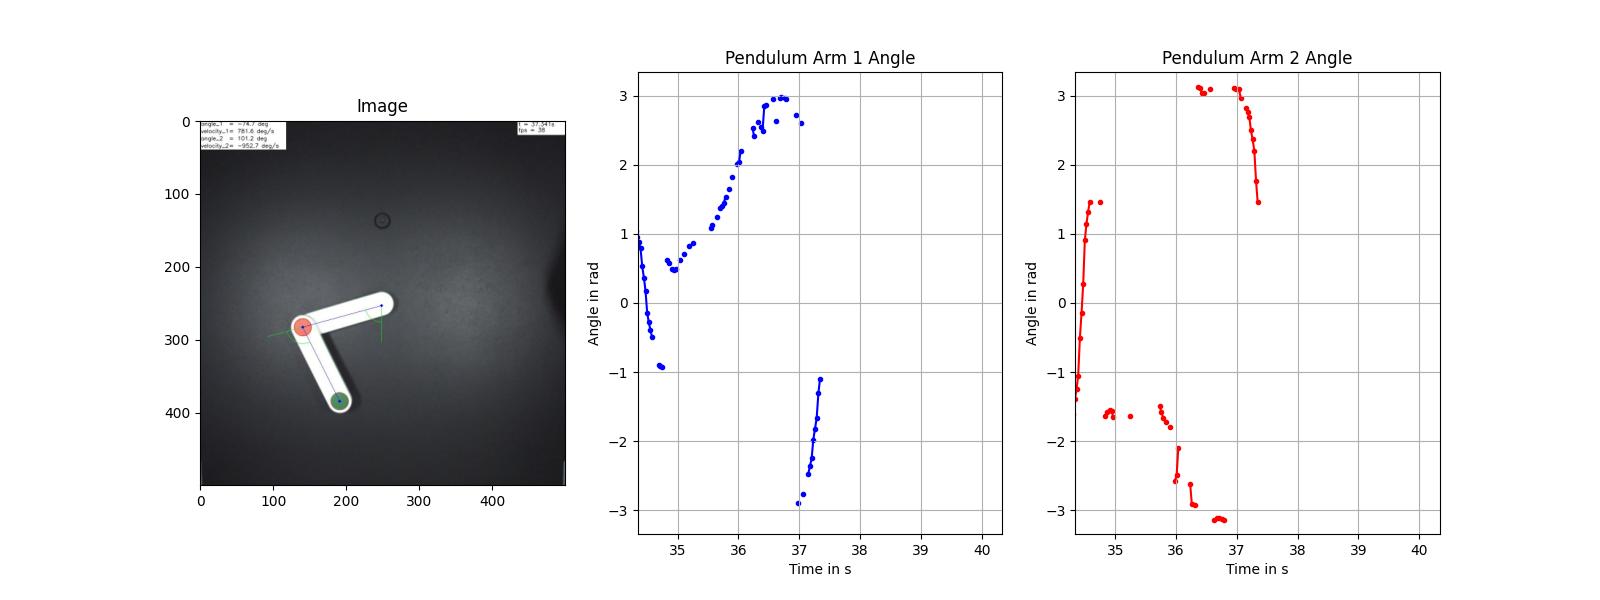 Image
angle_1 = -74.7 deg
velocity_1= 781.6 deg/s
angle_2 = 101.2 deg
velocity_2= -952.7 deg/s
t = 37.341s
fps = 38
0
100
200
300
400
0 100 200 300 400
Pendulum Arm 1 Angle
Angle in rad
3
2
1
0
−1
−2
−3
35 36 37 38 39 40
Time in s
Pendulum Arm 2 Angle
Angle in rad
3
2
1
0
−1
−2
−3
35 36 37 38 39 40
Time in s